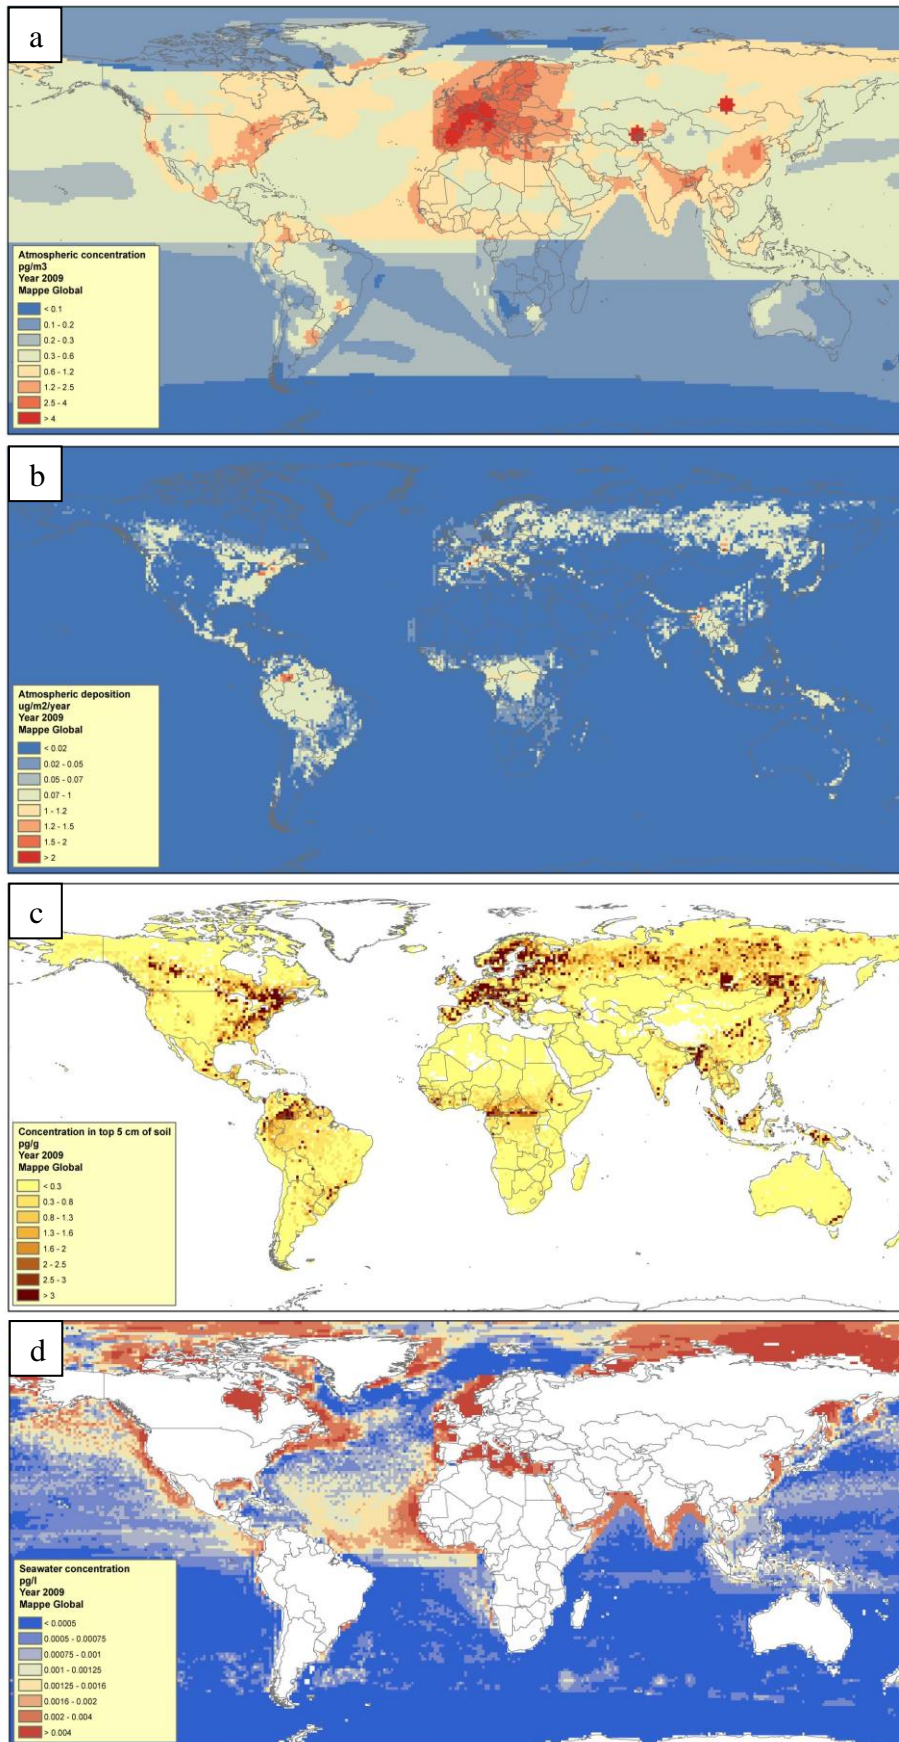 a
Atmospheric concentration
pg/m3
Year 2009
Mappe Global
< 0.1
0.1 - 0.2
0.2 - 0.3
0.3 - 0.6
0.6 - 1.2
1.2 - 2.5
2.5 - 4
> 4
b
Atmospheric deposition
ug/m2/year
Year 2009
Mappe Global
< 0.02
0.02 - 0.05
0.05 - 0.07
0.07 - 1
1 - 1.2
1.2 - 1.5
1.5 - 2
> 2
c
Concentration in top 5 cm of soil
pg/g
Year 2009
Mappe Global
< 0.3
0.3 - 0.8
0.8 - 1.3
1.3 - 1.6
1.6 - 2
2 - 2.5
2.5 - 3
> 3
d
Seawater concentration
pg/l
Year 2009
Mappe Global
< 0.0005
0.0005 - 0.00075
0.00075 - 0.001
0.001 - 0.00125
0.00125 - 0.0016
0.0016 - 0.002
0.002 - 0.004
> 0.004